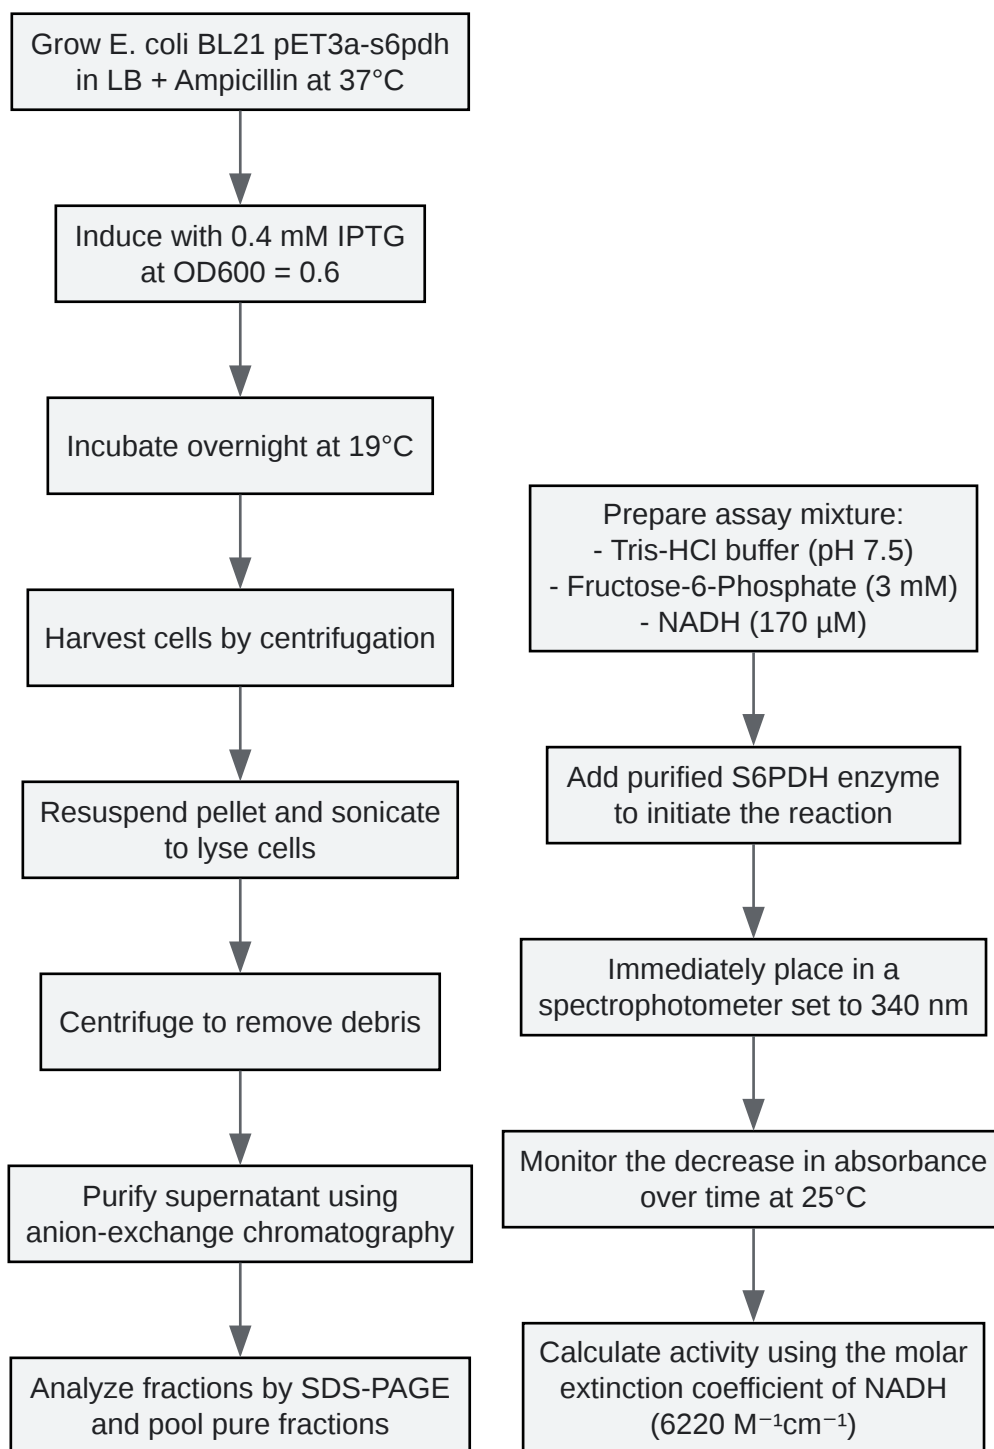 Grow E. coli BL21 pET3a-s6pdh
in LB + Ampicillin at 37°C
Induce with 0.4 mM IPTG
at OD600 = 0.6
Incubate overnight at 19°C
Harvest cells by centrifugation
Resuspend pellet and sonicate
to lyse cells
Centrifuge to remove debris
Purify supernatant using
anion-exchange chromatography
Analyze fractions by SDS-PAGE
and pool pure fractions
Prepare assay mixture:
- Tris-HCl buffer (pH 7.5)
- Fructose-6-Phosphate (3 mM)
- NADH (170 µM)
Add purified S6PDH enzyme
to initiate the reaction
Immediately place in a
spectrophotometer set to 340 nm
Monitor the decrease in absorbance
over time at 25°C
Calculate activity using the molar
extinction coefficient of NADH
(6220 M⁻¹cm⁻¹)